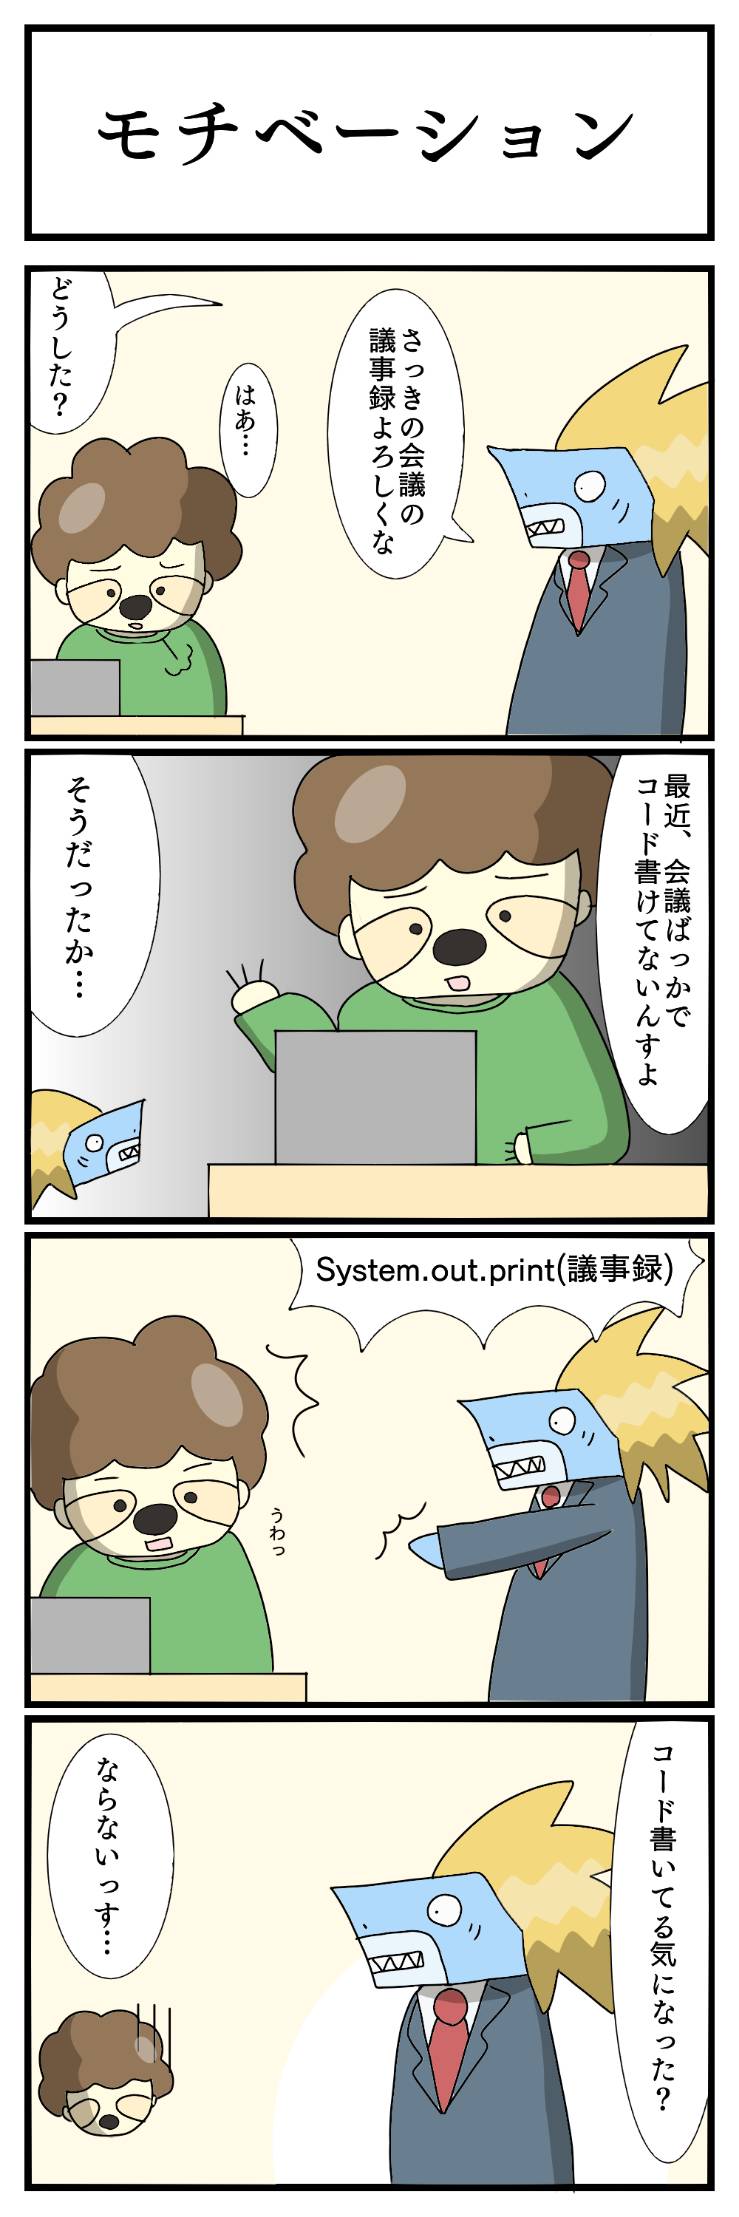 モチベーション
さっきの会議の
議事録よろしくな
はあ…
どうした？
最近、会議ばっかで
コード書けてないんすよ
そうだったか…
System.out.print(議事録)
うわっ
コード書いてる気になった？
ならないっす…